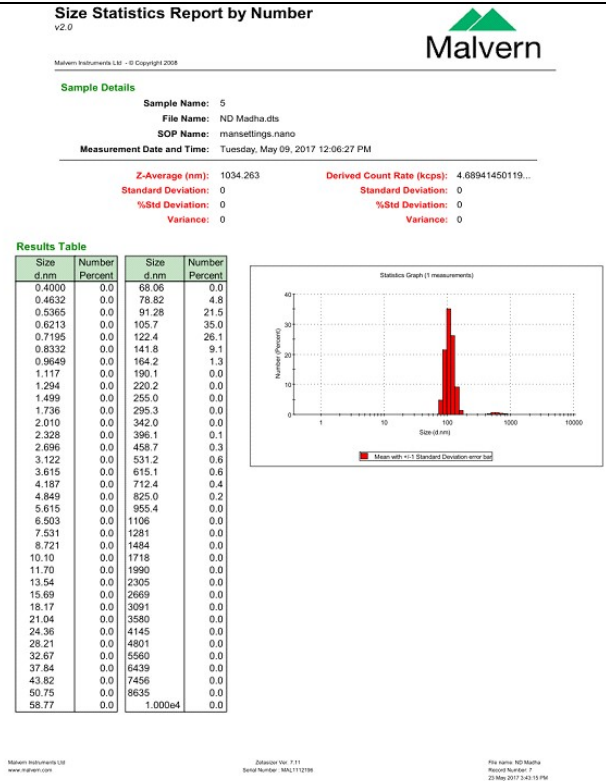 Size Statistics Report by Number
v2.0
Malvern
Malvern Instruments Ltd - © Copyright 2008
Sample Details
Sample Name: 5
File Name: ND Madha.dts
SOP Name: mansettings.nano
Measurement Date and Time: Tuesday, May 09, 2017 12:06:27 PM
Z-Average (nm): 1034.263 Derived Count Rate (kcps): 4.68941450119...
Standard Deviation: 0 Standard Deviation: 0
%Std Deviation: 0 %Std Deviation: 0
Variance: 0 Variance: 0
Results Table
Size Number Size Number
d.nm Percent d.nm Percent
0.4000 0.0 68.06 0.0
0.4632 0.0 78.82 4.8
0.5365 0.0 91.28 21.5
0.6213 0.0 105.7 35.0
0.7195 0.0 122.4 26.1
0.8332 0.0 141.8 9.1
0.9649 0.0 164.2 1.3
1.117 0.0 190.1 0.0
1.294 0.0 220.2 0.0
1.499 0.0 255.0 0.0
1.736 0.0 295.3 0.0
2.010 0.0 342.0 0.0
2.328 0.0 396.1 0.1
2.696 0.0 458.7 0.3
3.122 0.0 531.2 0.6
3.615 0.0 615.1 0.6
4.187 0.0 712.4 0.4
4.849 0.0 825.0 0.2
5.615 0.0 955.4 0.0
6.503 0.0 1106 0.0
7.531 0.0 1281 0.0
8.721 0.0 1484 0.0
10.10 0.0 1718 0.0
11.70 0.0 1990 0.0
13.54 0.0 2305 0.0
15.69 0.0 2669 0.0
18.17 0.0 3091 0.0
21.04 0.0 3580 0.0
24.36 0.0 4145 0.0
28.21 0.0 4801 0.0
32.67 0.0 5560 0.0
37.84 0.0 6439 0.0
43.82 0.0 7456 0.0
50.75 0.0 8635 0.0
58.77 0.0 1.000e4 0.0
Statistics Graph (1 measurements)
Number (Percent)
40
30
20
10
0
1 10 100 1000 10000
Size (d.nm)
Mean with +/-1 Standard Deviation error bar
Malvern Instruments Ltd Zetasizer Ver. 7.11 File name: ND Madha
www.malvern.com Serial Number : MAL1112156 Record Number: 7
23 May 2017 3:43:15 PM